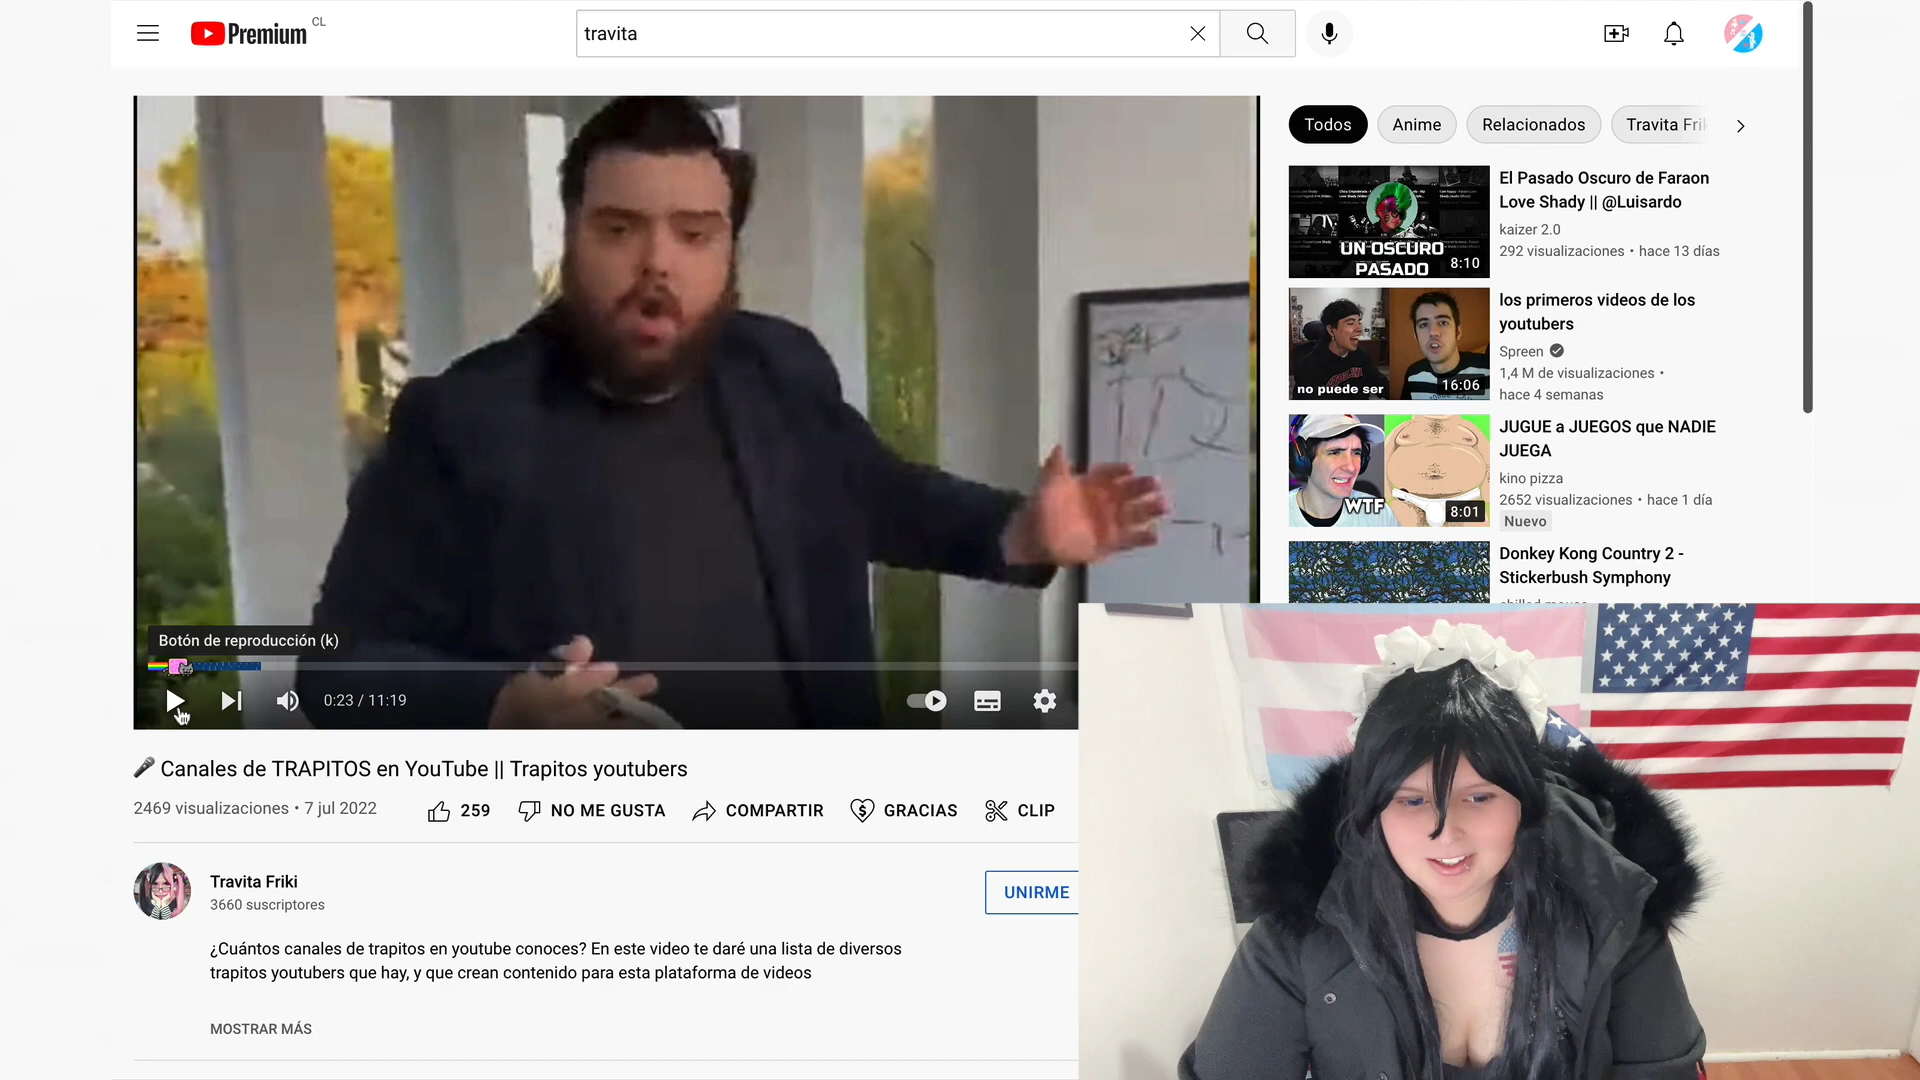 Premium CL
travita
Todos
Anime
Relacionados
Travita Fri
El Pasado Oscuro de Faraon
Love Shady || @Luisardo
kaizer 2.0
292 visualizaciones • hace 13 días
UN OSCURO
PASADO
8:10
los primeros videos de los
youtubers
Spreen
1,4 M de visualizaciones •
hace 4 semanas
no puede ser
16:06
JUGUE a JUEGOS que NADIE
JUEGA
kino pizza
2652 visualizaciones • hace 1 día
Nuevo
WTF
8:01
Donkey Kong Country 2 -
Stickerbush Symphony
Botón de reproducción (k)
0:23 / 11:19
🎤 Canales de TRAPITOS en YouTube || Trapitos youtubers
2469 visualizaciones • 7 jul 2022
259
NO ME GUSTA
COMPARTIR
GRACIAS
CLIP
Travita Friki
3660 suscriptores
UNIRME
¿Cuántos canales de trapitos en youtube conoces? En este video te daré una lista de diversos
trapitos youtubers que hay, y que crean contenido para esta plataforma de videos
MOSTRAR MÁS